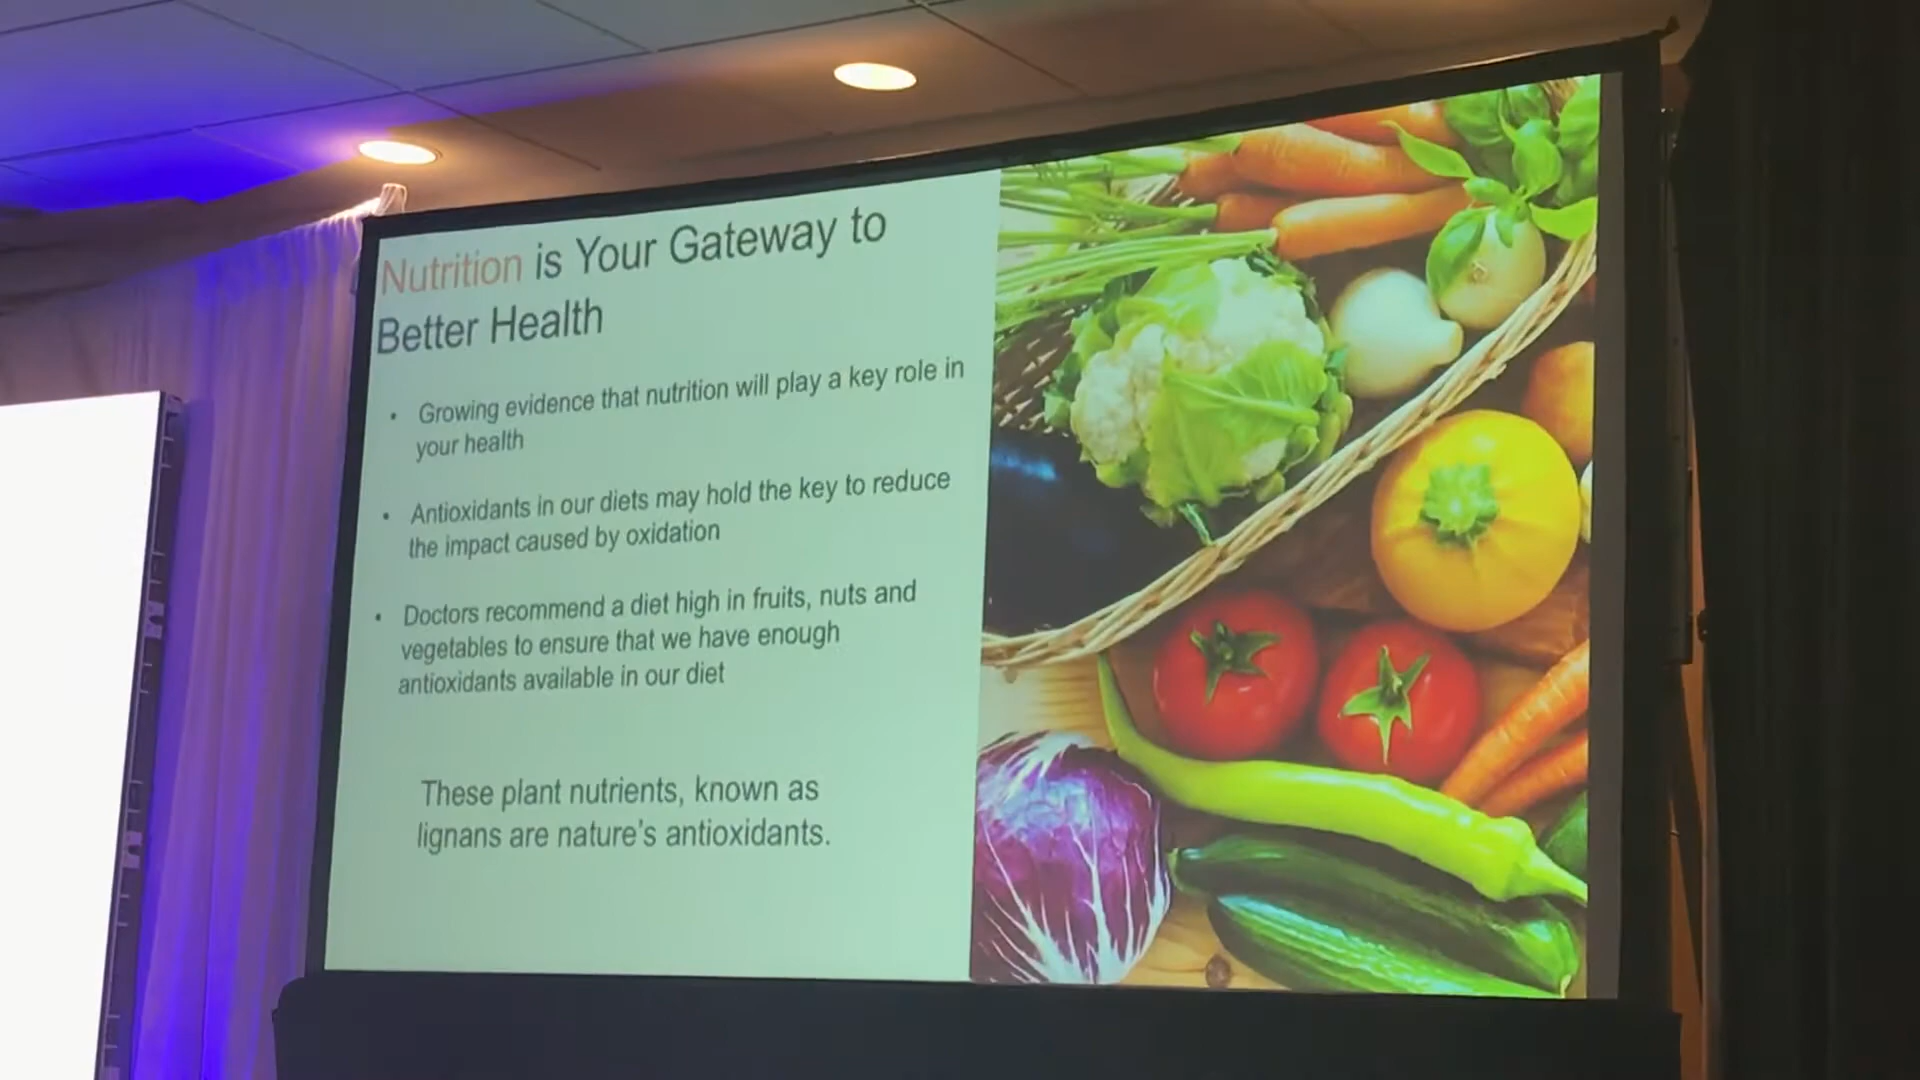 Nutrition is Your Gateway to
Better Health
• Growing evidence that nutrition will play a key role in
your health
• Antioxidants in our diets may hold the key to reduce
the impact caused by oxidation
• Doctors recommend a diet high in fruits, nuts and
vegetables to ensure that we have enough
antioxidants available in our diet
These plant nutrients, known as
lignans are nature's antioxidants.